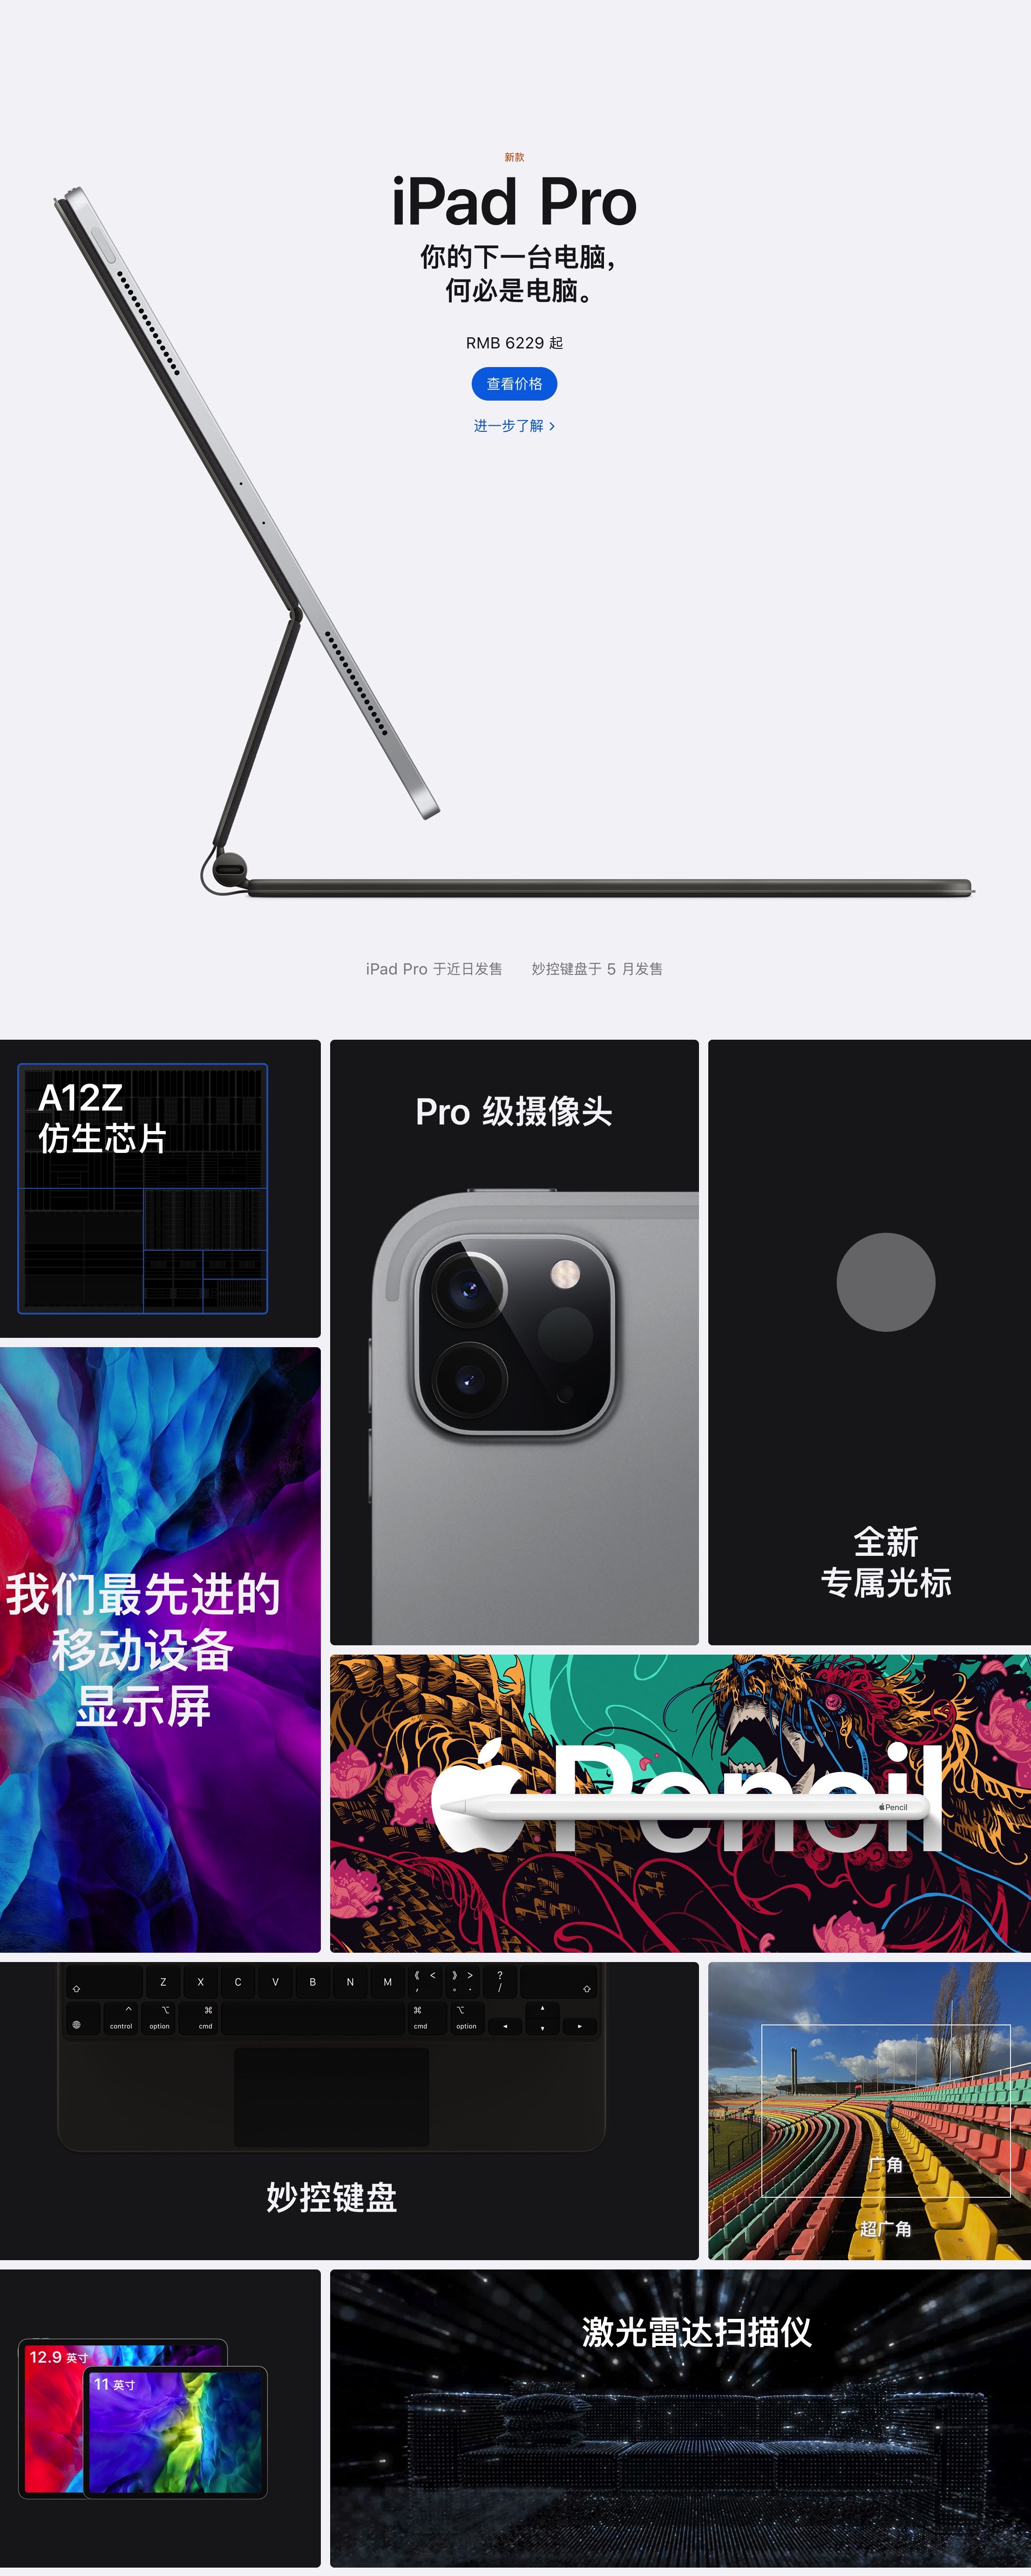 新款
iPad Pro
你的下一台电脑，
何必是电脑。
RMB 6229 起
查看价格
进一步了解 >
iPad Pro 于近日发售 妙控键盘于 5 月发售
A12Z
仿生芯片
Pro 级摄像头
全新
专属光标
我们最先进的
移动设备
显示屏
Pencil
Pencil
Z X C V B N M 《 < 》 > ?
, 。 . /
control option cmd cmd option
妙控键盘
广角
超广角
12.9 英寸
11 英寸
激光雷达扫描仪